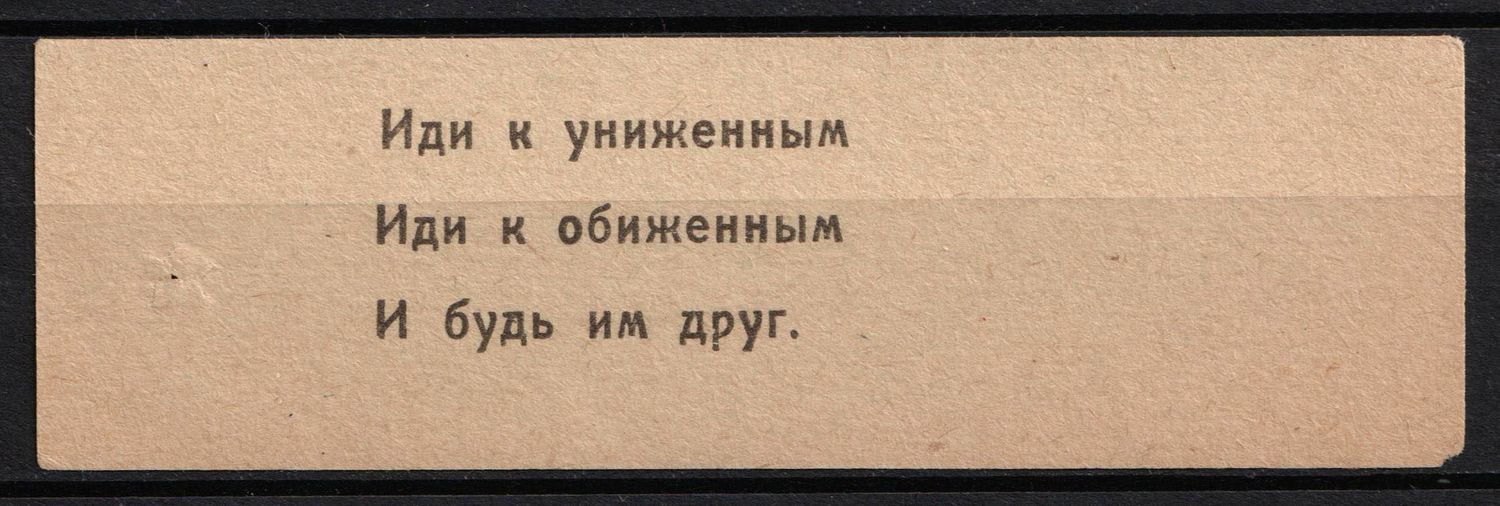 Иди к униженным
Иди к обиженным
И будь им друг.